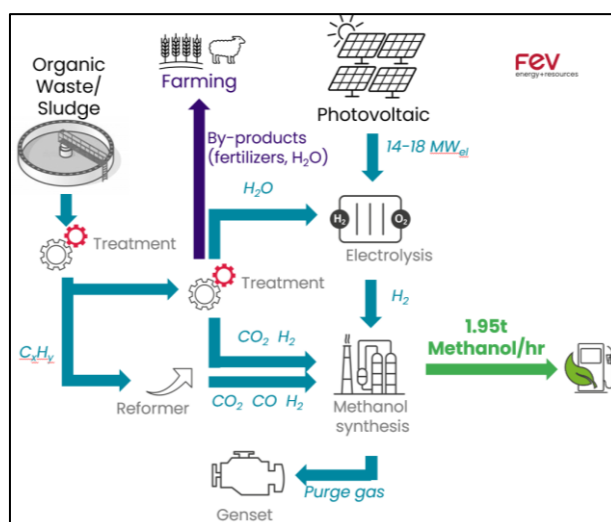 Organic
Waste/
Sludge
Farming
Photovoltaic
FEV
energy+resources
By-products
(fertilizers, H₂O)
14-18 MWel
H₂O
H₂
O₂
Treatment
Electrolysis
Treatment
H₂
1.95t
Methanol/hr
CxHy
CO₂ H₂
Reformer
CO₂ CO H₂
Methanol
synthesis
Purge gas
Genset